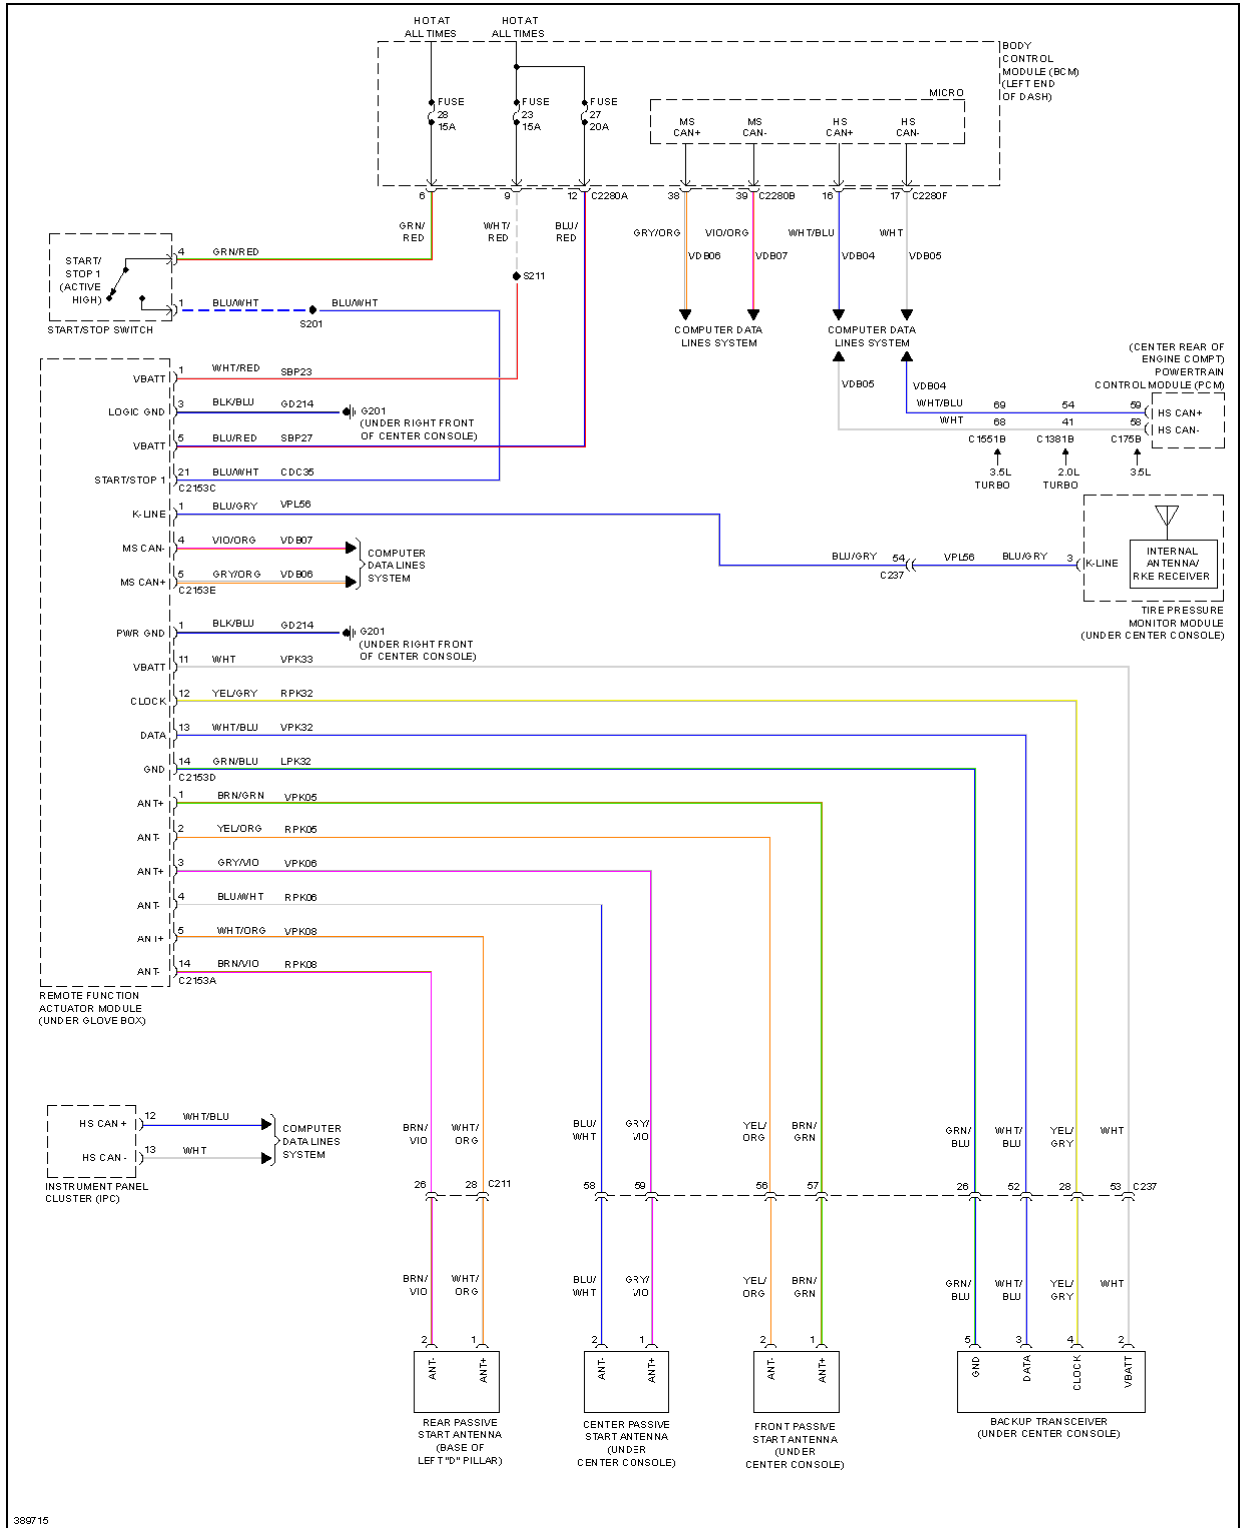 HOT AT
ALL TIMES
HOT AT
ALL TIMES
BODY
CONTROL
MODULE (BCM)
(LEFT END
OF DASH)
FUSE
28
15A
FUSE
23
15A
FUSE
27
20A
MICRO
MS
CAN+
MS
CAN-
HS
CAN+
HS
CAN-
6
9
12
C2280A
38
39
C2280B
16
17
C2280F
GRN/
RED
WHT/
RED
BLU/
RED
GRY/ORG
VIO/ORG
WHT/BLU
WHT
VDB06
VDB07
VDB04
VDB05
START/
STOP 1
(ACTIVE
HIGH)
4
GRN/RED
1
BLU/WHT
BLU/WHT
S201
S211
START/STOP SWITCH
COMPUTER DATA
LINES SYSTEM
COMPUTER DATA
LINES SYSTEM
(CENTER REAR OF
ENGINE COMPT)
POWERTRAIN
CONTROL MODULE (PCM)
VDB05
VDB04
WHT/BLU
69
54
59
HS CAN+
WHT
68
41
58
HS CAN-
C1551B
C1381B
C175B
3.5L
TURBO
2.0L
TURBO
3.5L
VBATT
1
WHT/RED
SBP23
LOGIC GND
3
BLK/BLU
GD214
G201
(UNDER RIGHT FRONT
OF CENTER CONSOLE)
VBATT
5
BLU/RED
SBP27
START/STOP 1
21
BLU/WHT
CDC35
C2153C
K-LINE
1
BLU/GRY
VPL56
MS CAN-
4
VIO/ORG
VDB07
MS CAN+
5
GRY/ORG
VDB06
C2153E
COMPUTER
DATA LINES
SYSTEM
BLU/GRY
54
C237
VPL56
BLU/GRY
3
K-LINE
INTERNAL
ANTENNA/
RKE RECEIVER
TIRE PRESSURE
MONITOR MODULE
(UNDER CENTER CONSOLE)
PWR GND
1
BLK/BLU
GD214
G201
(UNDER RIGHT FRONT
OF CENTER CONSOLE)
VBATT
11
WHT
VPK33
CLOCK
12
YEL/GRY
RPK32
DATA
13
WHT/BLU
VPK32
GND
14
GRN/BLU
LPK32
C2153D
ANT+
1
BRN/GRN
VPK05
ANT-
2
YEL/ORG
RPK05
ANT+
3
GRY/VIO
VPK06
ANT-
4
BLU/WHT
RPK06
ANT+
5
WHT/ORG
VPK08
ANT-
14
BRN/VIO
RPK08
C2153A
REMOTE FUNCTION
ACTUATOR MODULE
(UNDER GLOVE BOX)
HS CAN +
12
WHT/BLU
HS CAN -
13
WHT
COMPUTER
DATA LINES
SYSTEM
INSTRUMENT PANEL
CLUSTER (IPC)
BRN/
VIO
WHT/
ORG
BLU/
WHT
GRY/
VIO
YEL/
ORG
BRN/
GRN
GRN/
BLU
WHT/
BLU
YEL/
GRY
WHT
26
28
C211
58
59
56
57
26
52
28
53
C237
BRN/
VIO
WHT/
ORG
BLU/
WHT
GRY/
VIO
YEL/
ORG
BRN/
GRN
GRN/
BLU
WHT/
BLU
YEL/
GRY
WHT
2
1
2
1
2
1
5
3
4
2
ANT-
ANT+
ANT-
ANT+
ANT-
ANT+
GND
DATA
CLOCK
VBATT
REAR PASSIVE
START ANTENNA
(BASE OF
LEFT "D" PILLAR)
CENTER PASSIVE
START ANTENNA
(UNDER
CENTER CONSOLE)
FRONT PASSIVE
START ANTENNA
(UNDER
CENTER CONSOLE)
BACKUP TRANSCEIVER
(UNDER CENTER CONSOLE)
389715